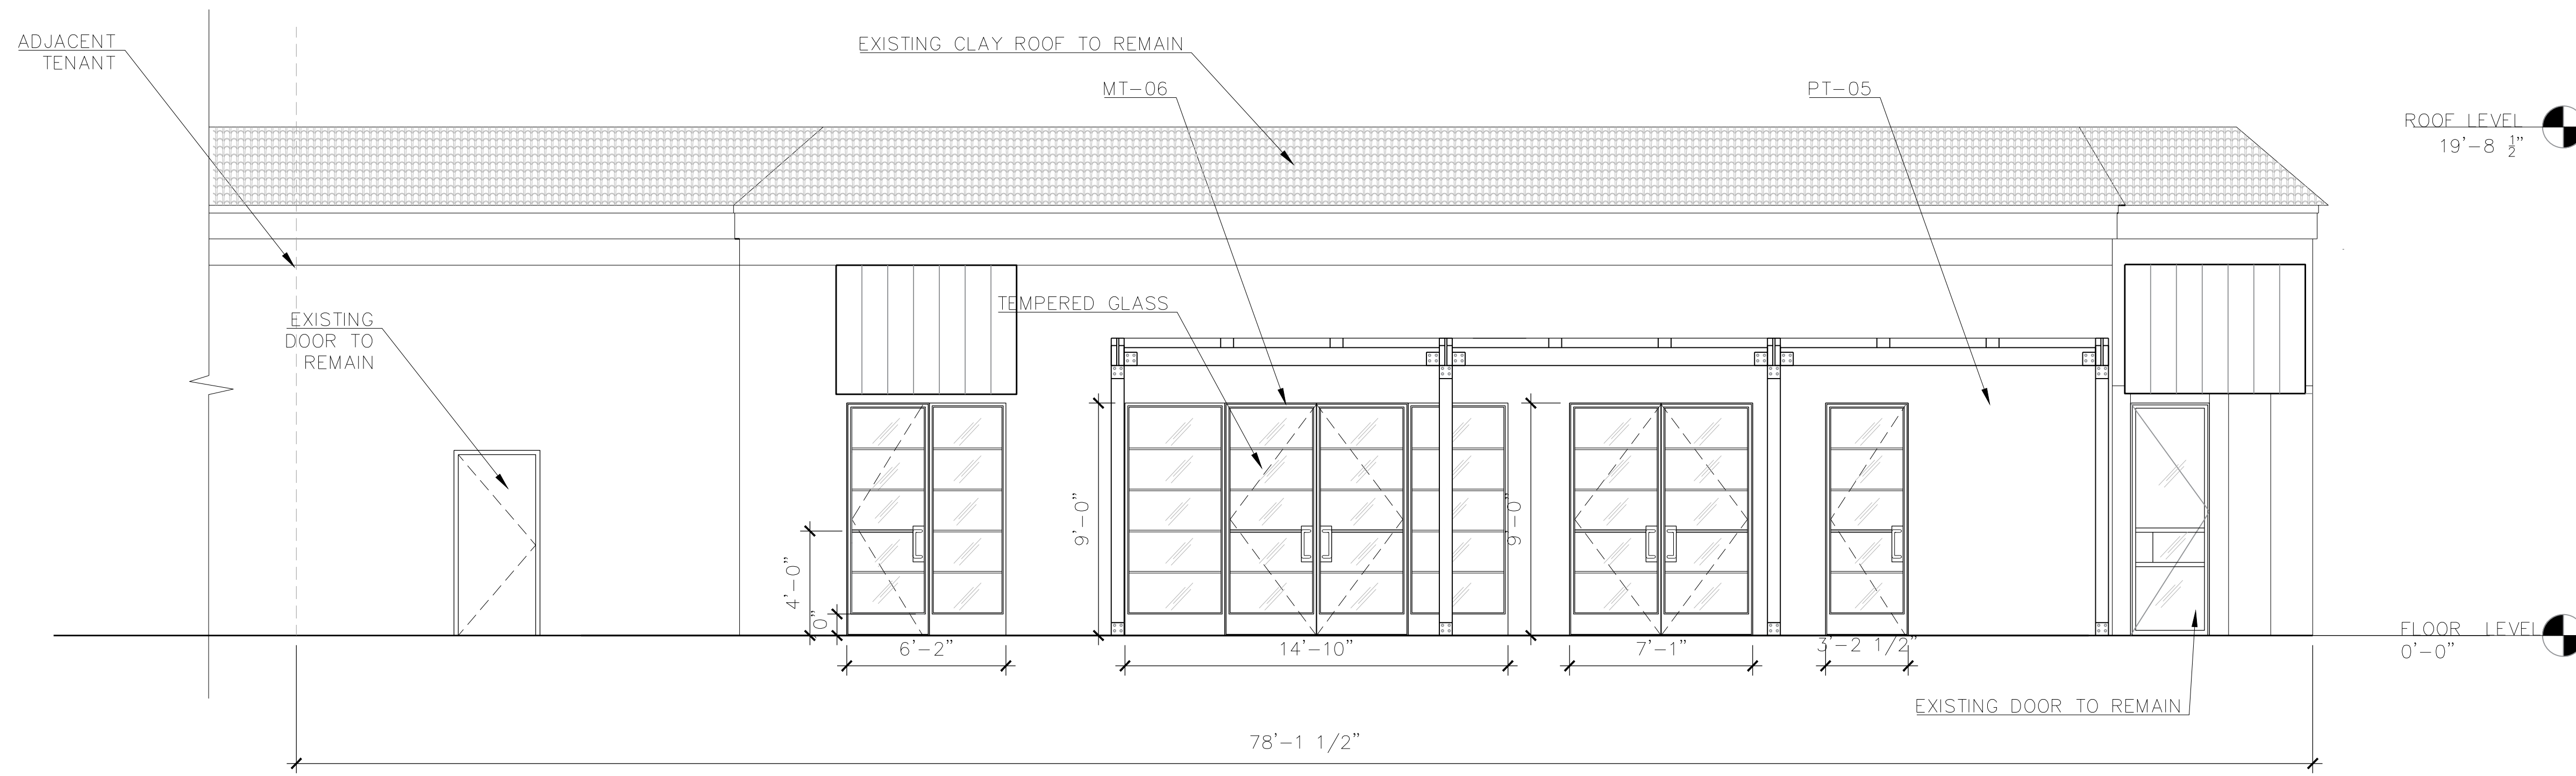 ADJACENT
TENANT
EXISTING CLAY ROOF TO REMAIN
MT-06
PT-05
ROOF LEVEL
19'-8 1/2"
TEMPERED GLASS
EXISTING
DOOR TO
REMAIN
9'-0"
9'-0"
4'-0"
0"
6'-2"
14'-10"
7'-1"
3'-2 1/2"
FLOOR LEVEL
0'-0"
EXISTING DOOR TO REMAIN
78'-1 1/2"